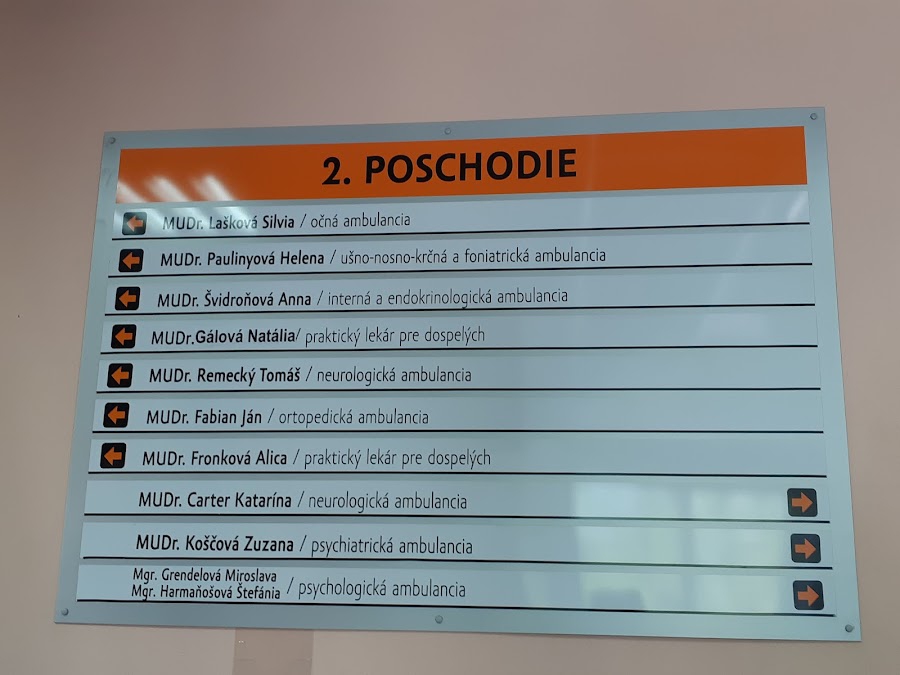 2. POSCHODIE
MUDr. Lašková Silvia / očná ambulancia
MUDr. Paulinyová Helena / ušno-nosno-krčná a foniatrická ambulancia
MUDr. Švidroňová Anna / interná a endokrinologická ambulancia
MUDr.Gálová Natália/ praktický lekár pre dospelých
MUDr. Remecký Tomáš / neurologická ambulancia
MUDr. Fabian Ján / ortopedická ambulancia
MUDr. Fronková Alica / praktický lekár pre dospelých
MUDr. Carter Katarína / neurologická ambulancia
MUDr. Koščová Zuzana / psychiatrická ambulancia
Mgr. Grendelová Miroslava
Mgr. Harmaňošová Štefánia / psychologická ambulancia